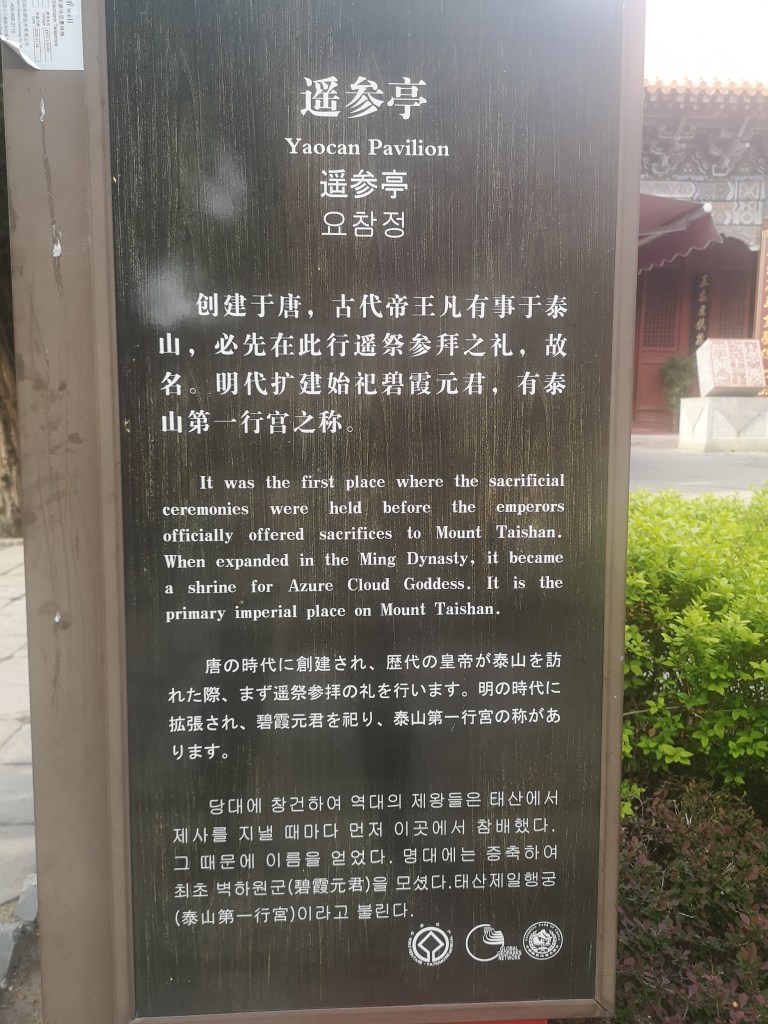 遥参亭
Yaocan Pavilion
遥参亭
요참정
创建于唐，古代帝王凡有事于泰
山，必先在此行遥祭参拜之礼，故
名。明代扩建始祀碧霞元君，有泰
山第一行宫之称。
It was the first place where the sacrificial
ceremonies were held before the emperors
officially offered sacrifices to Mount Taishan.
When expanded in the Ming Dynasty, it became
a shrine for Azure Cloud Goddess. It is the
primary imperial place on Mount Taishan.
唐の時代に創建され、歴代の皇帝が泰山を訪
れた際、まず遥祭参拝の礼を行います。明の時代に
拡張され、碧霞元君を祀り、泰山第一行宮の称があ
ります。
당대에 창건하여 역대의 제왕들은 태산에서
제사를 지낼 때마다 먼저 이곳에서 참배했다.
그 때문에 이름을 얻었다. 명대에는 증축하여
최초 벽하원군(碧霞元君)을 모셨다.태산제일행궁
(泰山第一行宮)이라고 불린다.
GLOBAL
GEOPARKS
NETWORK